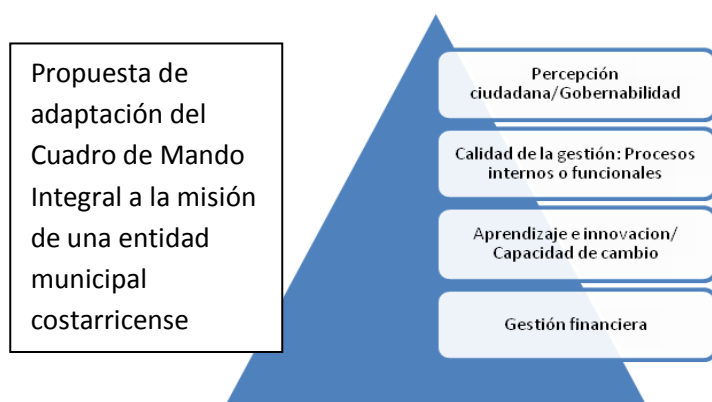 Propuesta de
adaptación del
Cuadro de Mando
Integral a la misión
de una entidad
municipal
costarricense
Percepción
ciudadana/Gobernabilidad
Calidad de la gestión: Procesos
internos o funcionales
Aprendizaje e innovacion/
Capacidad de cambio
Gestión financiera